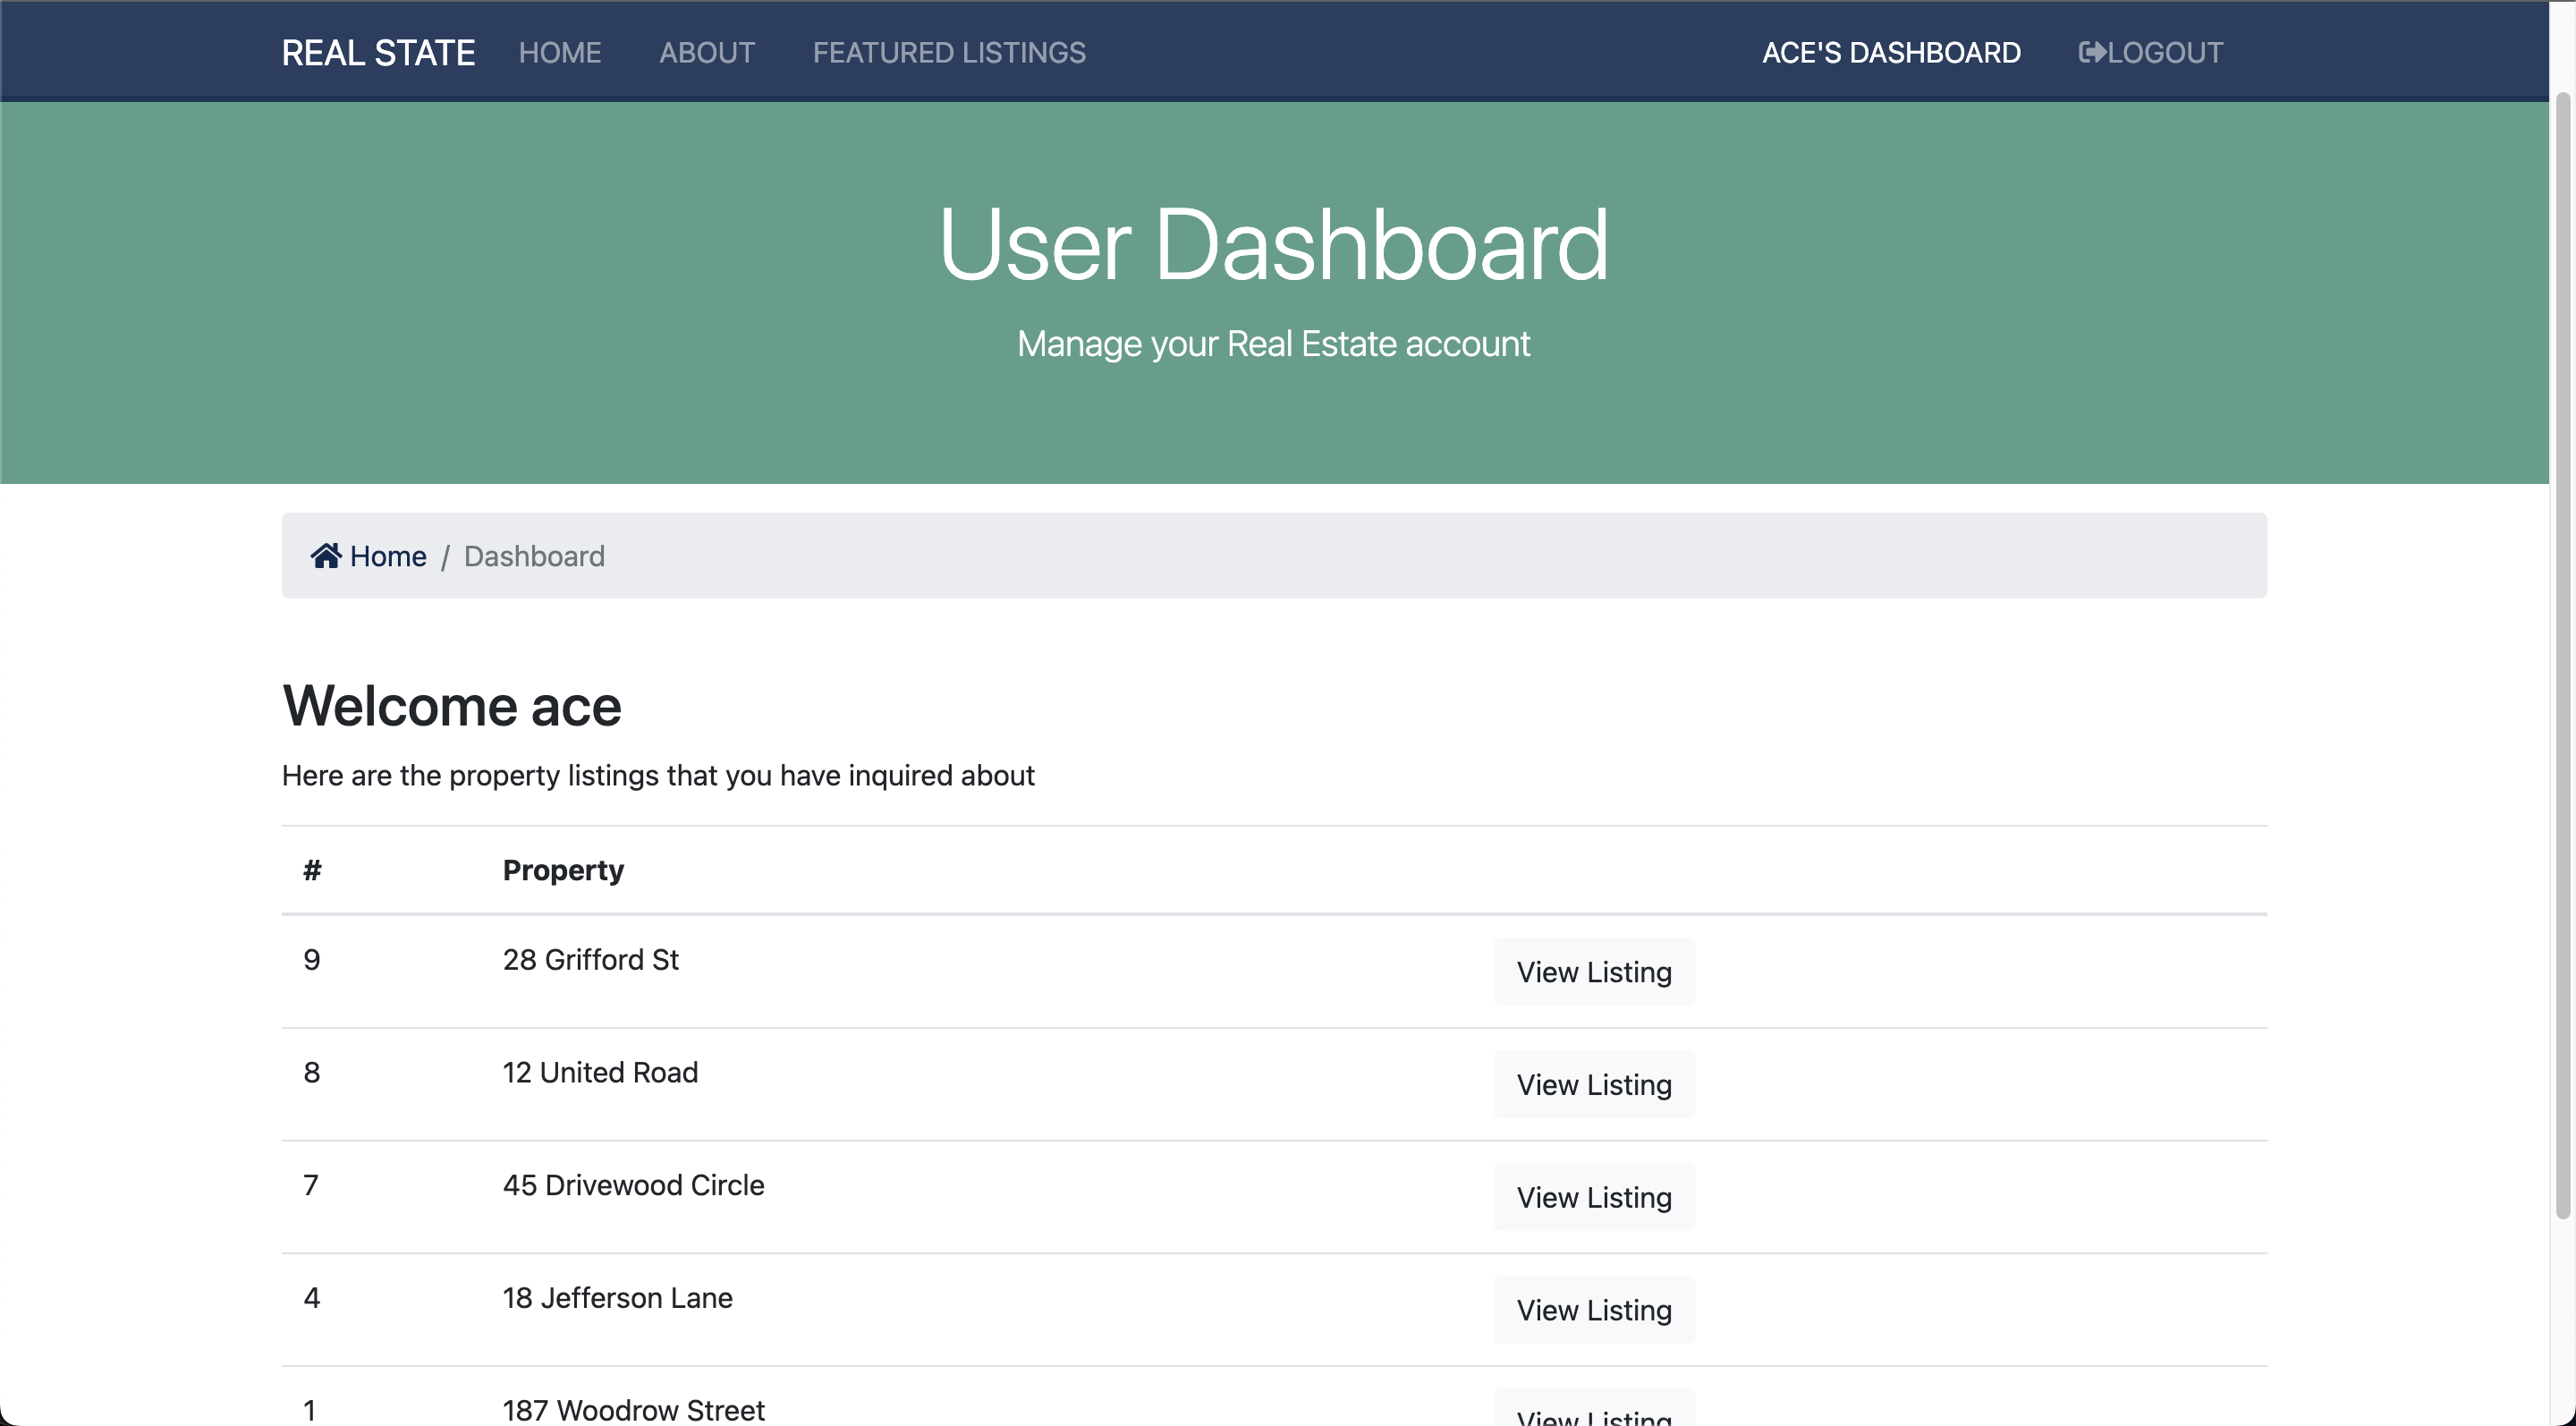 REAL STATE HOME ABOUT FEATURED LISTINGS ACE'S DASHBOARD LOGOUT
User Dashboard
Manage your Real Estate account
Home / Dashboard
Welcome ace
Here are the property listings that you have inquired about
# Property
9 28 Grifford St View Listing
8 12 United Road View Listing
7 45 Drivewood Circle View Listing
4 18 Jefferson Lane View Listing
1 187 Woodrow Street View Listing